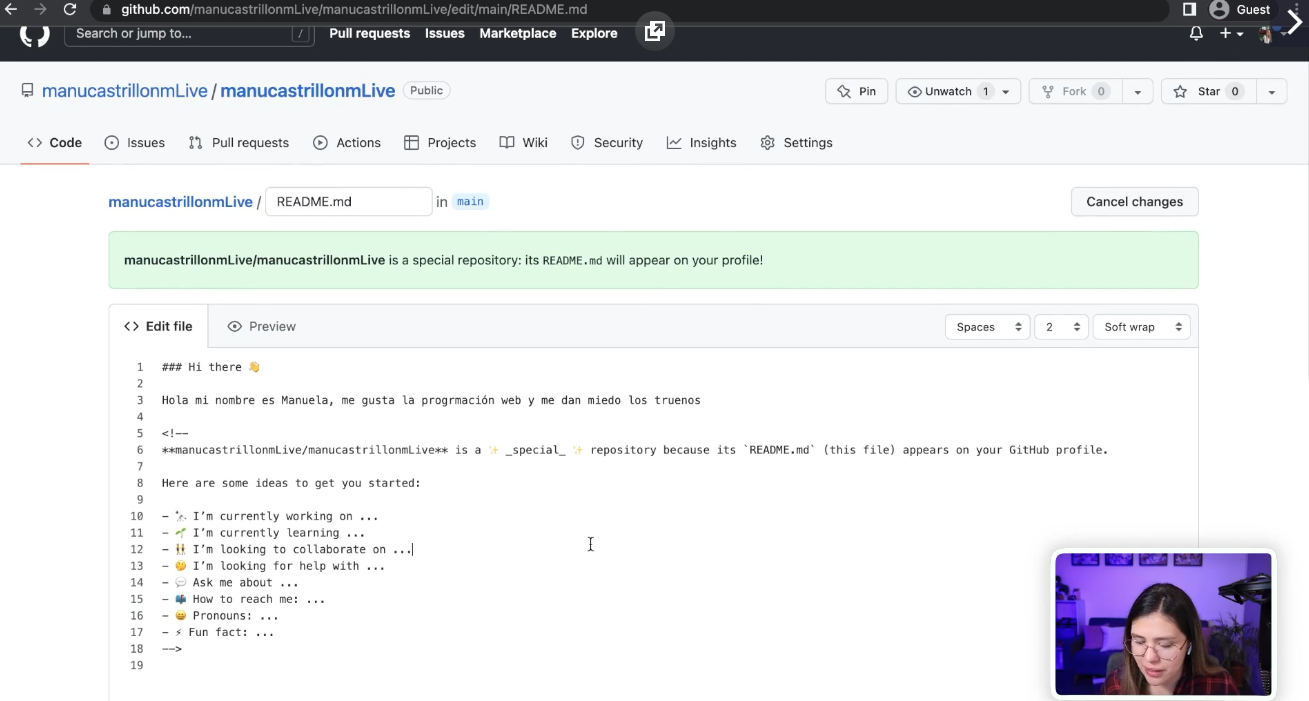 github.com/manucastrillonmLive/manucastrillonmLive/edit/main/README.md
Guest
Search or jump to... /
Pull requests Issues Marketplace Explore
manucastrillonmLive / manucastrillonmLive Public
Pin Unwatch 1 Fork 0 Star 0
<> Code Issues Pull requests Actions Projects Wiki Security Insights Settings
manucastrillonmLive / README.md in main Cancel changes
manucastrillonmLive/manucastrillonmLive is a special repository: its README.md will appear on your profile!
<> Edit file Preview Spaces 2 Soft wrap
1 ### Hi there 👋
2
3 Hola mi nombre es Manuela, me gusta la progrmación web y me dan miedo los truenos
4
5 <!--
6 **manucastrillonmLive/manucastrillonmLive** is a ✨ _special_ ✨ repository because its `README.md` (this file) appears on your GitHub profile.
7
8 Here are some ideas to get you started:
9
10 - 🔭 I’m currently working on ...
11 - 🌱 I’m currently learning ...
12 - 👯 I’m looking to collaborate on ...
13 - 🤔 I’m looking for help with ...
14 - 💬 Ask me about ...
15 - 📫 How to reach me: ...
16 - 😄 Pronouns: ...
17 - ⚡ Fun fact: ...
18 -->
19